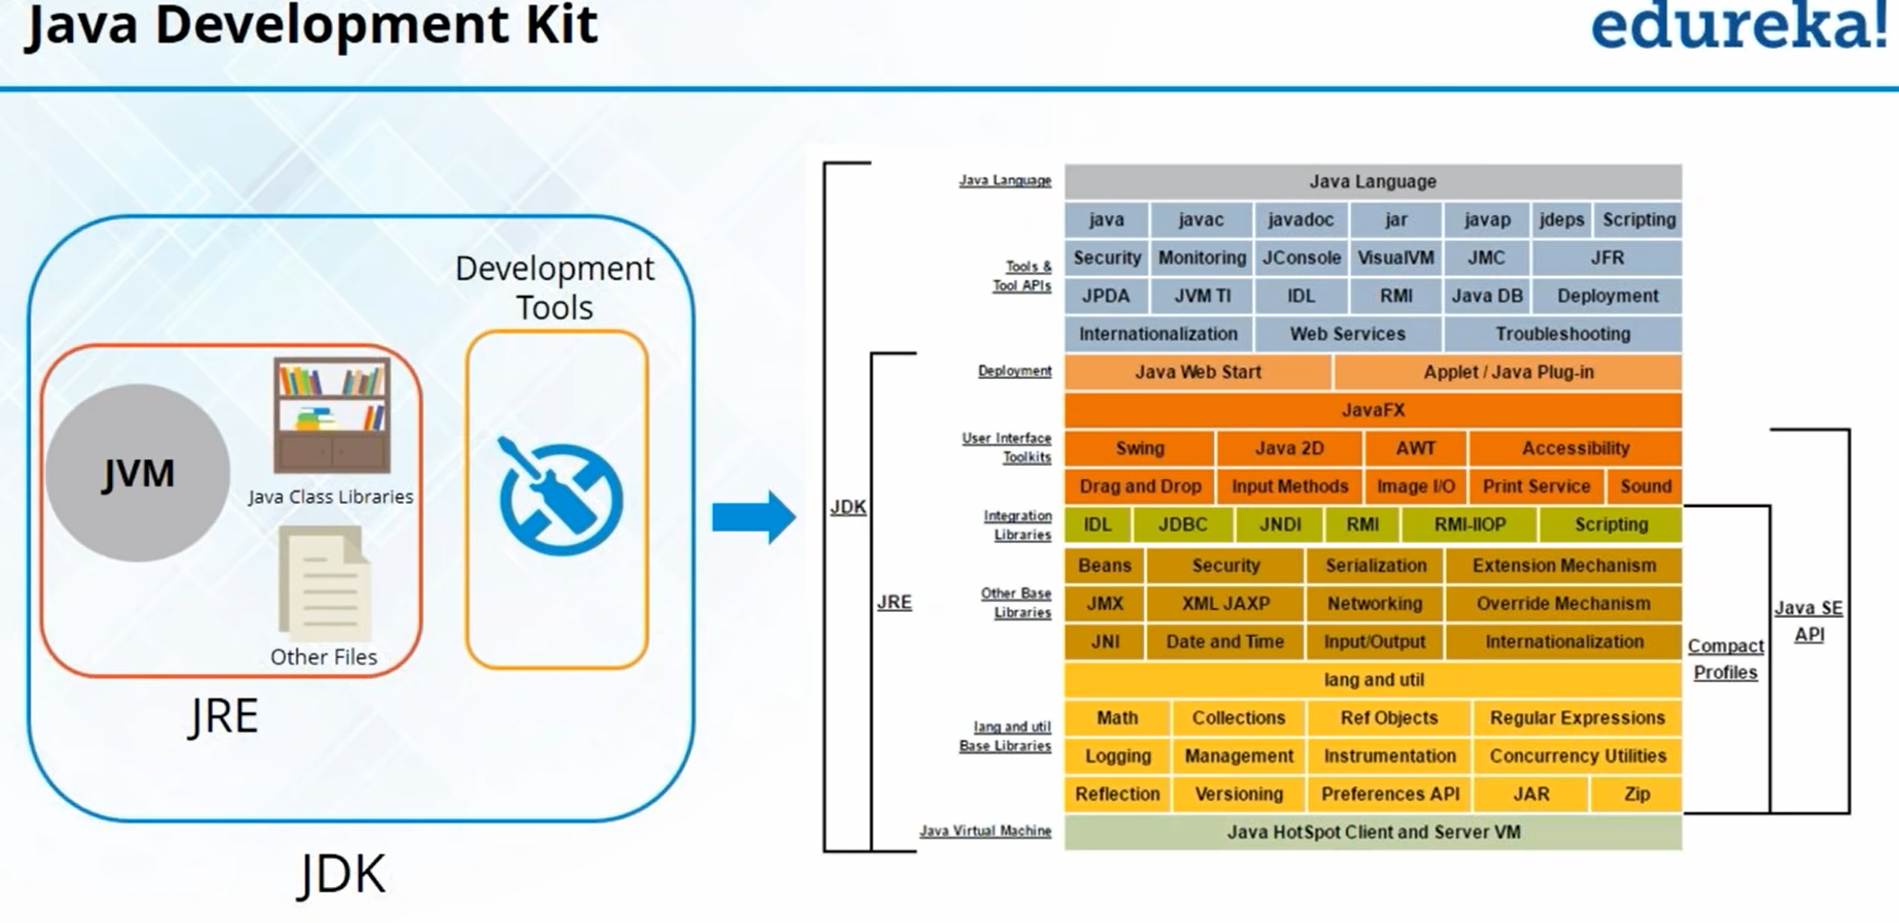 Java Development Kit
edureka!
Development
Tools
JVM
Java Class Libraries
Other Files
JRE
JDK
JDK
JRE
Java Language
Java Language
Tools &
Tool APIs
java javac javadoc jar javap jdeps Scripting
Security Monitoring JConsole VisualVM JMC JFR
JPDA JVM TI IDL RMI Java DB Deployment
Internationalization Web Services Troubleshooting
Deployment
Java Web Start Applet / Java Plug-in
User Interface
Toolkits
JavaFX
Swing Java 2D AWT Accessibility
Drag and Drop Input Methods Image I/O Print Service Sound
Integration
Libraries
IDL JDBC JNDI RMI RMI-IIOP Scripting
Other Base
Libraries
Beans Security Serialization Extension Mechanism
JMX XML JAXP Networking Override Mechanism
JNI Date and Time Input/Output Internationalization
lang and util
Base Libraries
lang and util
Math Collections Ref Objects Regular Expressions
Logging Management Instrumentation Concurrency Utilities
Reflection Versioning Preferences API JAR Zip
Java Virtual Machine
Java HotSpot Client and Server VM
Compact
Profiles
Java SE
API